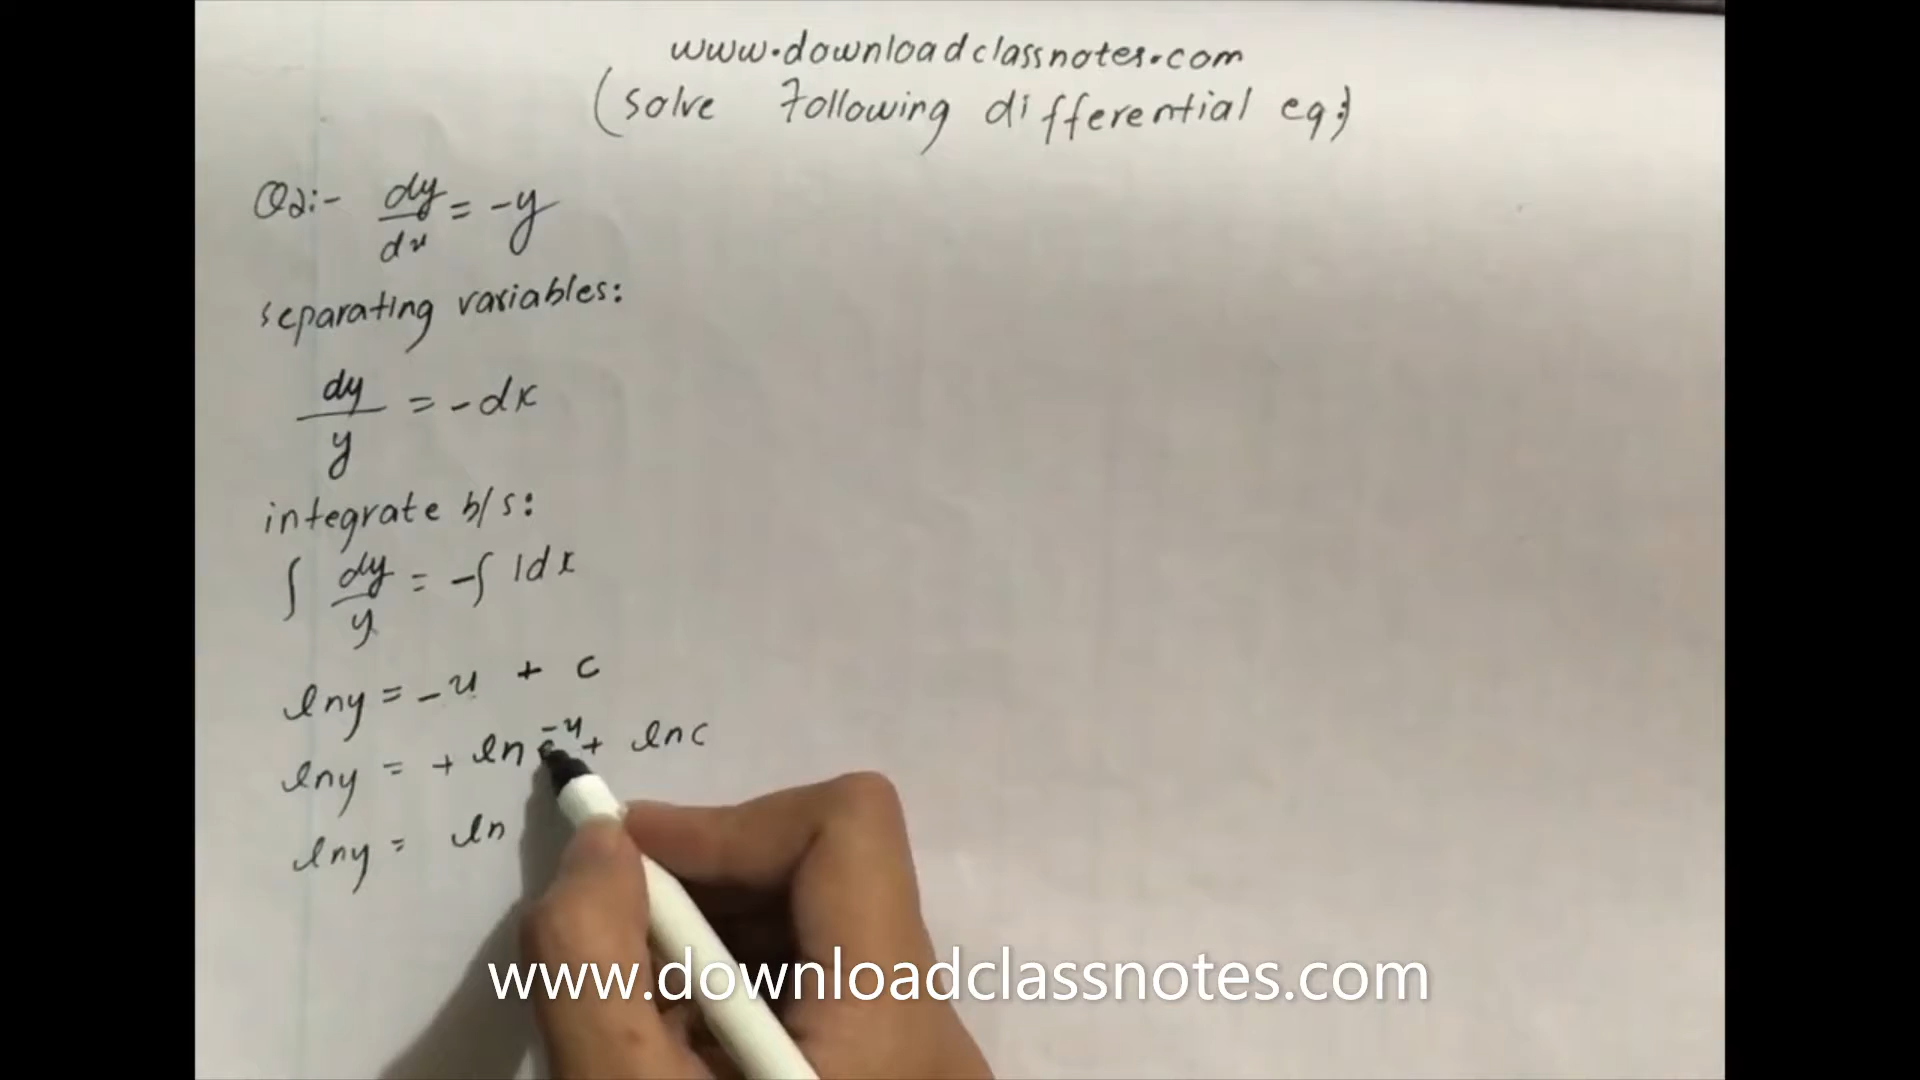 www.downloadclassnotes.com
(solve Following differential eq:)
Q2:- dy/dx = -y
separating variables:
dy/y = -dx
integrate b/s:
∫ dy/y = -∫ 1dx
lny = -x + c
lny = + ln e^-x + lnc
lny = ln
www.downloadclassnotes.com